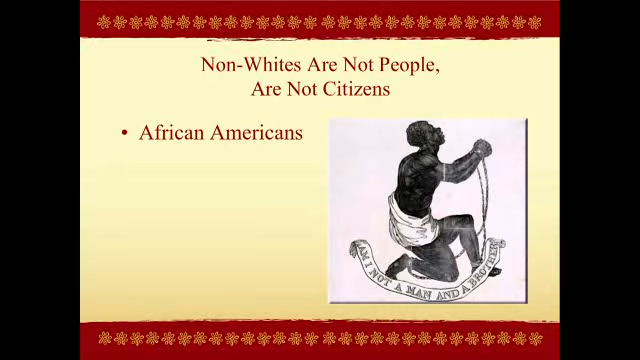 Non-Whites Are Not People,
Are Not Citizens
• African Americans
AM I NOT A MAN AND A BROTHER